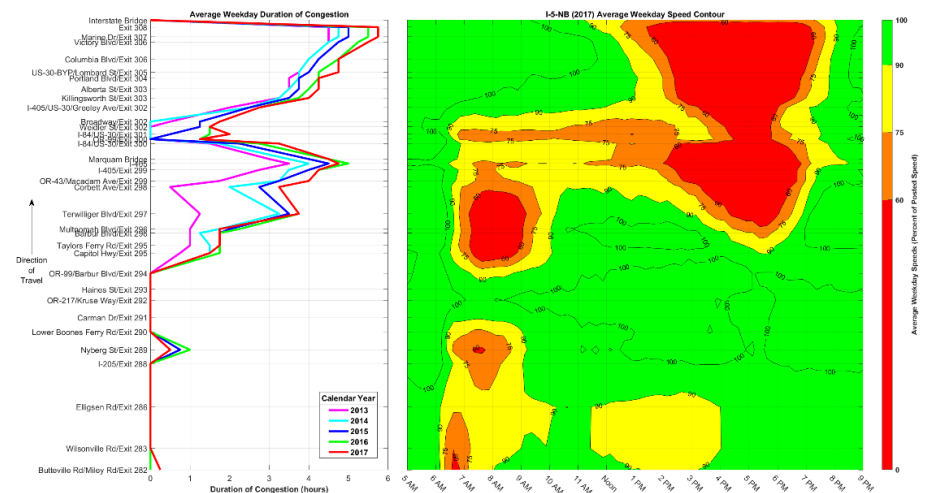 Average Weekday Duration of Congestion
Interstate Bridge
Exit 308
Marine Dr/Exit 307
Victory Blvd/Exit 306
Columbia Blvd/Exit 306
US-30-BYP/Lombard St/Exit 305
Portland Blvd/Exit 304
Alberta St/Exit 303
Killingsworth St/Exit 303
I-405/US-30/Greeley Ave/Exit 302
Broadway/Exit 302
Weidler St/Exit 302
I-84/US-30/Exit 301
I-84/US-30/Exit 300
Marquam Bridge
I-405
I-405/Exit 299
OR-43/Macadam Ave/Exit 299
Corbett Ave/Exit 298
Terwilliger Blvd/Exit 297
Multnomah Blvd/Exit 296
Barbur Blvd/Exit 296
Taylors Ferry Rd/Exit 295
Capitol Hwy/Exit 295
OR-99/Barbur Blvd/Exit 294
Haines St/Exit 293
OR-217/Kruse Way/Exit 292
Carman Dr/Exit 291
Lower Boones Ferry Rd/Exit 290
Nyberg St/Exit 289
I-205/Exit 288
Elligsen Rd/Exit 286
Wilsonville Rd/Exit 283
Butteville Rd/Miley Rd/Exit 282
Direction
of
Travel
Calendar Year
2013
2014
2015
2016
2017
0 1 2 3 4 5 6
Duration of Congestion (hours)
I-5-NB (2017) Average Weekday Speed Contour
5 AM 6 AM 7 AM 8 AM 9 AM 10 AM 11 AM Noon 1 PM 2 PM 3 PM 4 PM 5 PM 6 PM 7 PM 8 PM 9 PM
100
90
75
60
0
Average Weekday Speeds (Percent of Posted Speed)